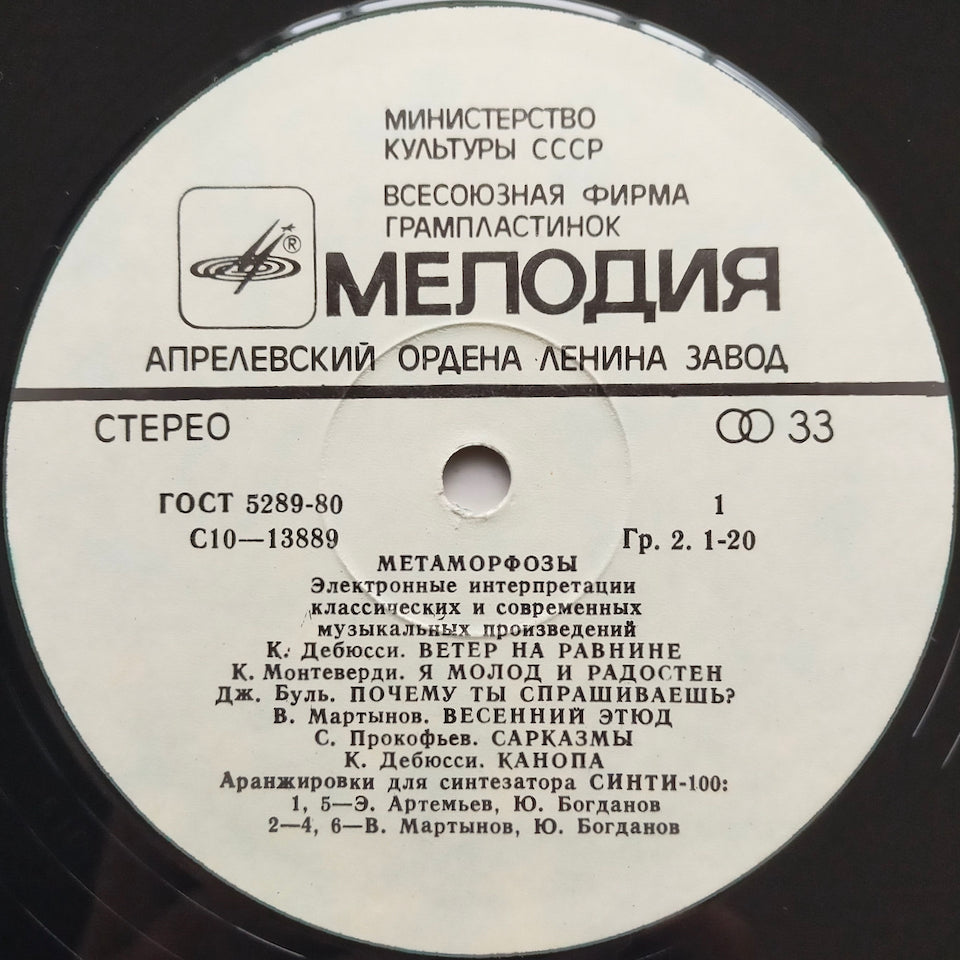 МИНИСТЕРСТВО
КУЛЬТУРЫ СССР
ВСЕСОЮЗНАЯ ФИРМА
ГРАМПЛАСТИНОК
®
МЕЛОДИЯ
АПРЕЛЕВСКИЙ ОРДЕНА ЛЕНИНА ЗАВОД
СТЕРЕО 33
ГОСТ 5289-80 1
С10—13889 Гр. 2. 1-20
МЕТАМОРФОЗЫ
Электронные интерпретации
классических и современных
музыкальных произведений
К. Дебюсси. ВЕТЕР НА РАВНИНЕ
К. Монтеверди. Я МОЛОД И РАДОСТЕН
Дж. Буль. ПОЧЕМУ ТЫ СПРАШИВАЕШЬ?
В. Мартынов. ВЕСЕННИЙ ЭТЮД
С. Прокофьев. САРКАЗМЫ
К. Дебюсси. КАНОПА
Аранжировки для синтезатора СИНТИ-100:
1, 5—Э. Артемьев, Ю. Богданов
2—4, 6—В. Мартынов, Ю. Богданов